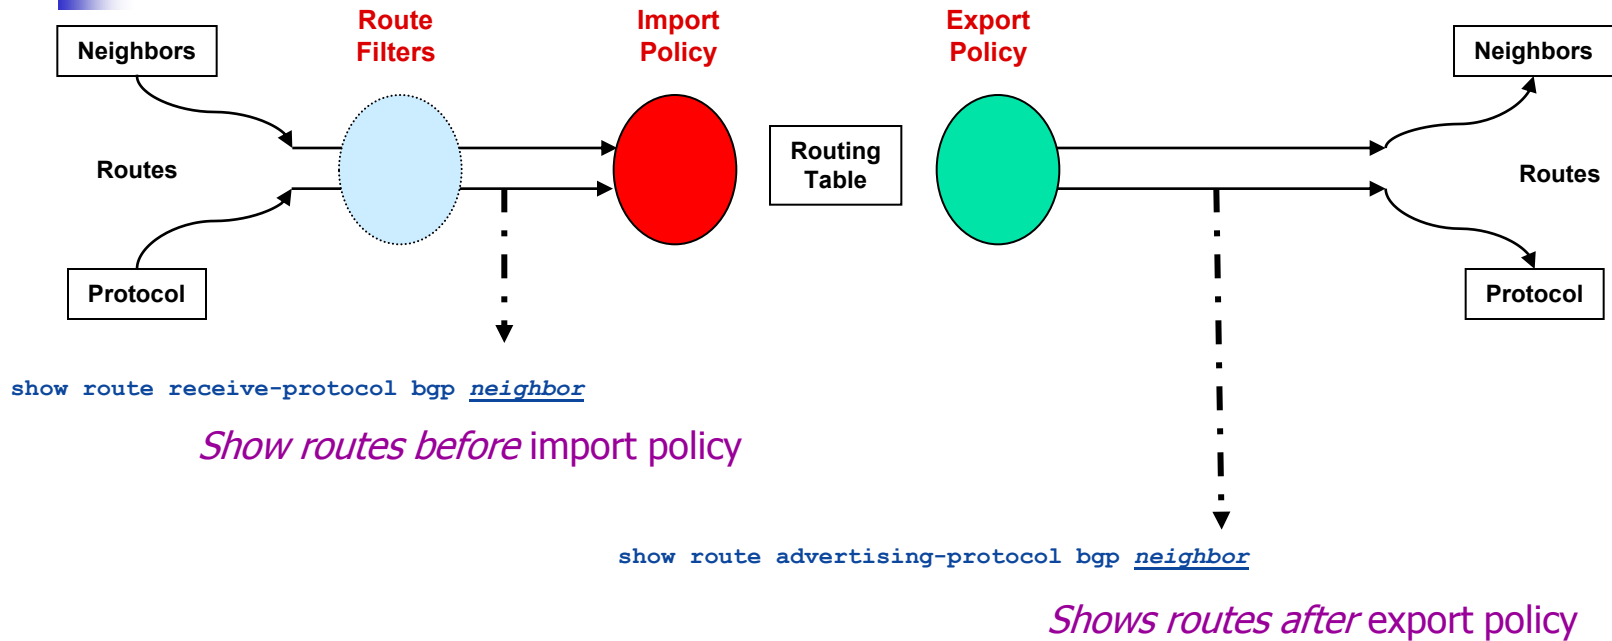 Route
Filters
Import
Policy
Export
Policy
Neighbors
Neighbors
Routes
Routing
Table
Routes
Protocol
Protocol
show route receive-protocol bgp neighbor
Show routes before import policy
show route advertising-protocol bgp neighbor
Shows routes after export policy